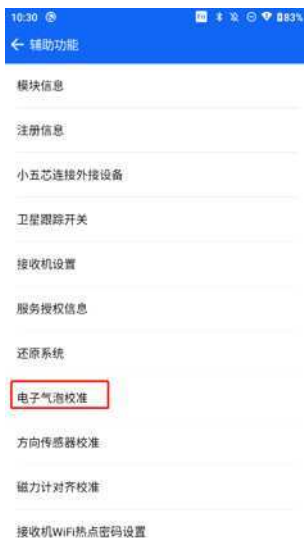 10:30
83%
← 辅助功能
模块信息
注册信息
小五芯连接外接设备
卫星跟踪开关
接收机设置
服务授权信息
还原系统
电子气泡校准
方向传感器校准
磁力计对齐校准
接收机WiFi热点密码设置